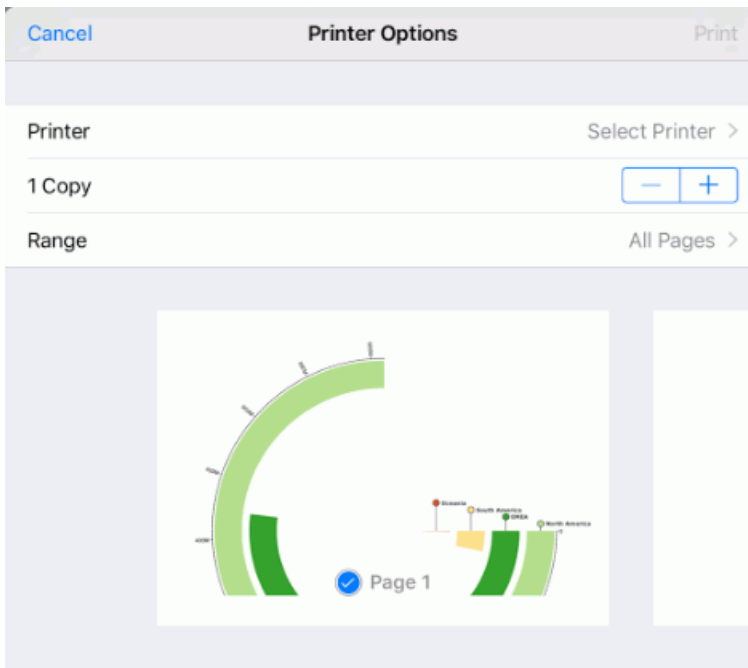 Cancel Printer Options Print
Printer Select Printer
1 Copy
Range All Pages
Oceania
South America
EMEA
North America
Page 1